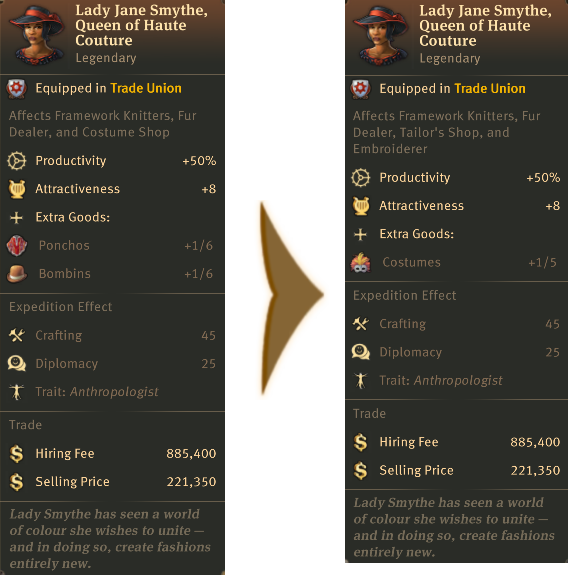 Lady Jane Smythe,
Queen of Haute
Couture
Legendary
Equipped in Trade Union
Affects Framework Knitters, Fur
Dealer, and Costume Shop
Productivity +50%
Attractiveness +8
Extra Goods:
Ponchos +1/6
Bombins +1/6
Expedition Effect
Crafting 45
Diplomacy 25
Trait: Anthropologist
Trade
Hiring Fee 885,400
Selling Price 221,350
Lady Smythe has seen a world
of colour she wishes to unite —
and in doing so, create fashions
entirely new.
Lady Jane Smythe,
Queen of Haute
Couture
Legendary
Equipped in Trade Union
Affects Framework Knitters, Fur
Dealer, Tailor's Shop, and
Embroiderer
Productivity +50%
Attractiveness +8
Extra Goods:
Costumes +1/5
Expedition Effect
Crafting 45
Diplomacy 25
Trait: Anthropologist
Trade
Hiring Fee 885,400
Selling Price 221,350
Lady Smythe has seen a world
of colour she wishes to unite —
and in doing so, create fashions
entirely new.